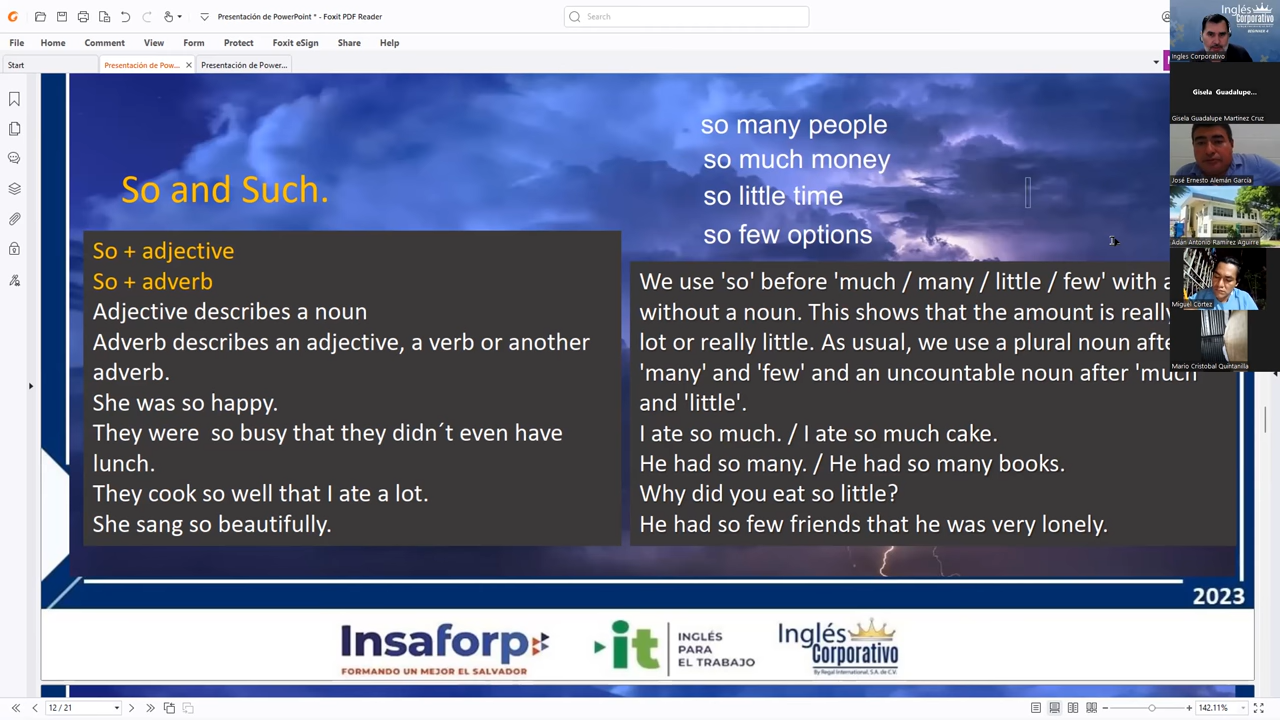 Presentación de PowerPoint * - Foxit PDF Reader
Search
File Home Comment View Form Protect Foxit eSign Share Help
Start
Presentación de Pow...
Presentación de Power...
So and Such.
So + adjective
So + adverb
Adjective describes a noun
Adverb describes an adjective, a verb or another
adverb.
She was so happy.
They were so busy that they didn´t even have
lunch.
They cook so well that I ate a lot.
She sang so beautifully.
so many people
so much money
so little time
so few options
We use 'so' before 'much / many / little / few' with
without a noun. This shows that the amount is really
lot or really little. As usual, we use a plural noun
'many' and 'few' and an uncountable noun after 'much'
and 'little'.
I ate so much. / I ate so much cake.
He had so many. / He had so many books.
Why did you eat so little?
He had so few friends that he was very lonely.
2023
Insaforp
FORMANDO UN MEJOR EL SALVADOR
it
INGLÉS
PARA
EL TRABAJO
Inglés
Corporativo
By Regal International, S.A. de C.V.
12 / 21
142.11%
Inglés
Corporativo
BEGINNER 4
Ingles Corporativo
Gisela Guadalupe...
Gisela Guadalupe Martinez Cruz
José Ernesto Alemán García
Adán Antonio Ramírez Aguirre
Miguel Cortez
Mario Cristobal Quintanilla